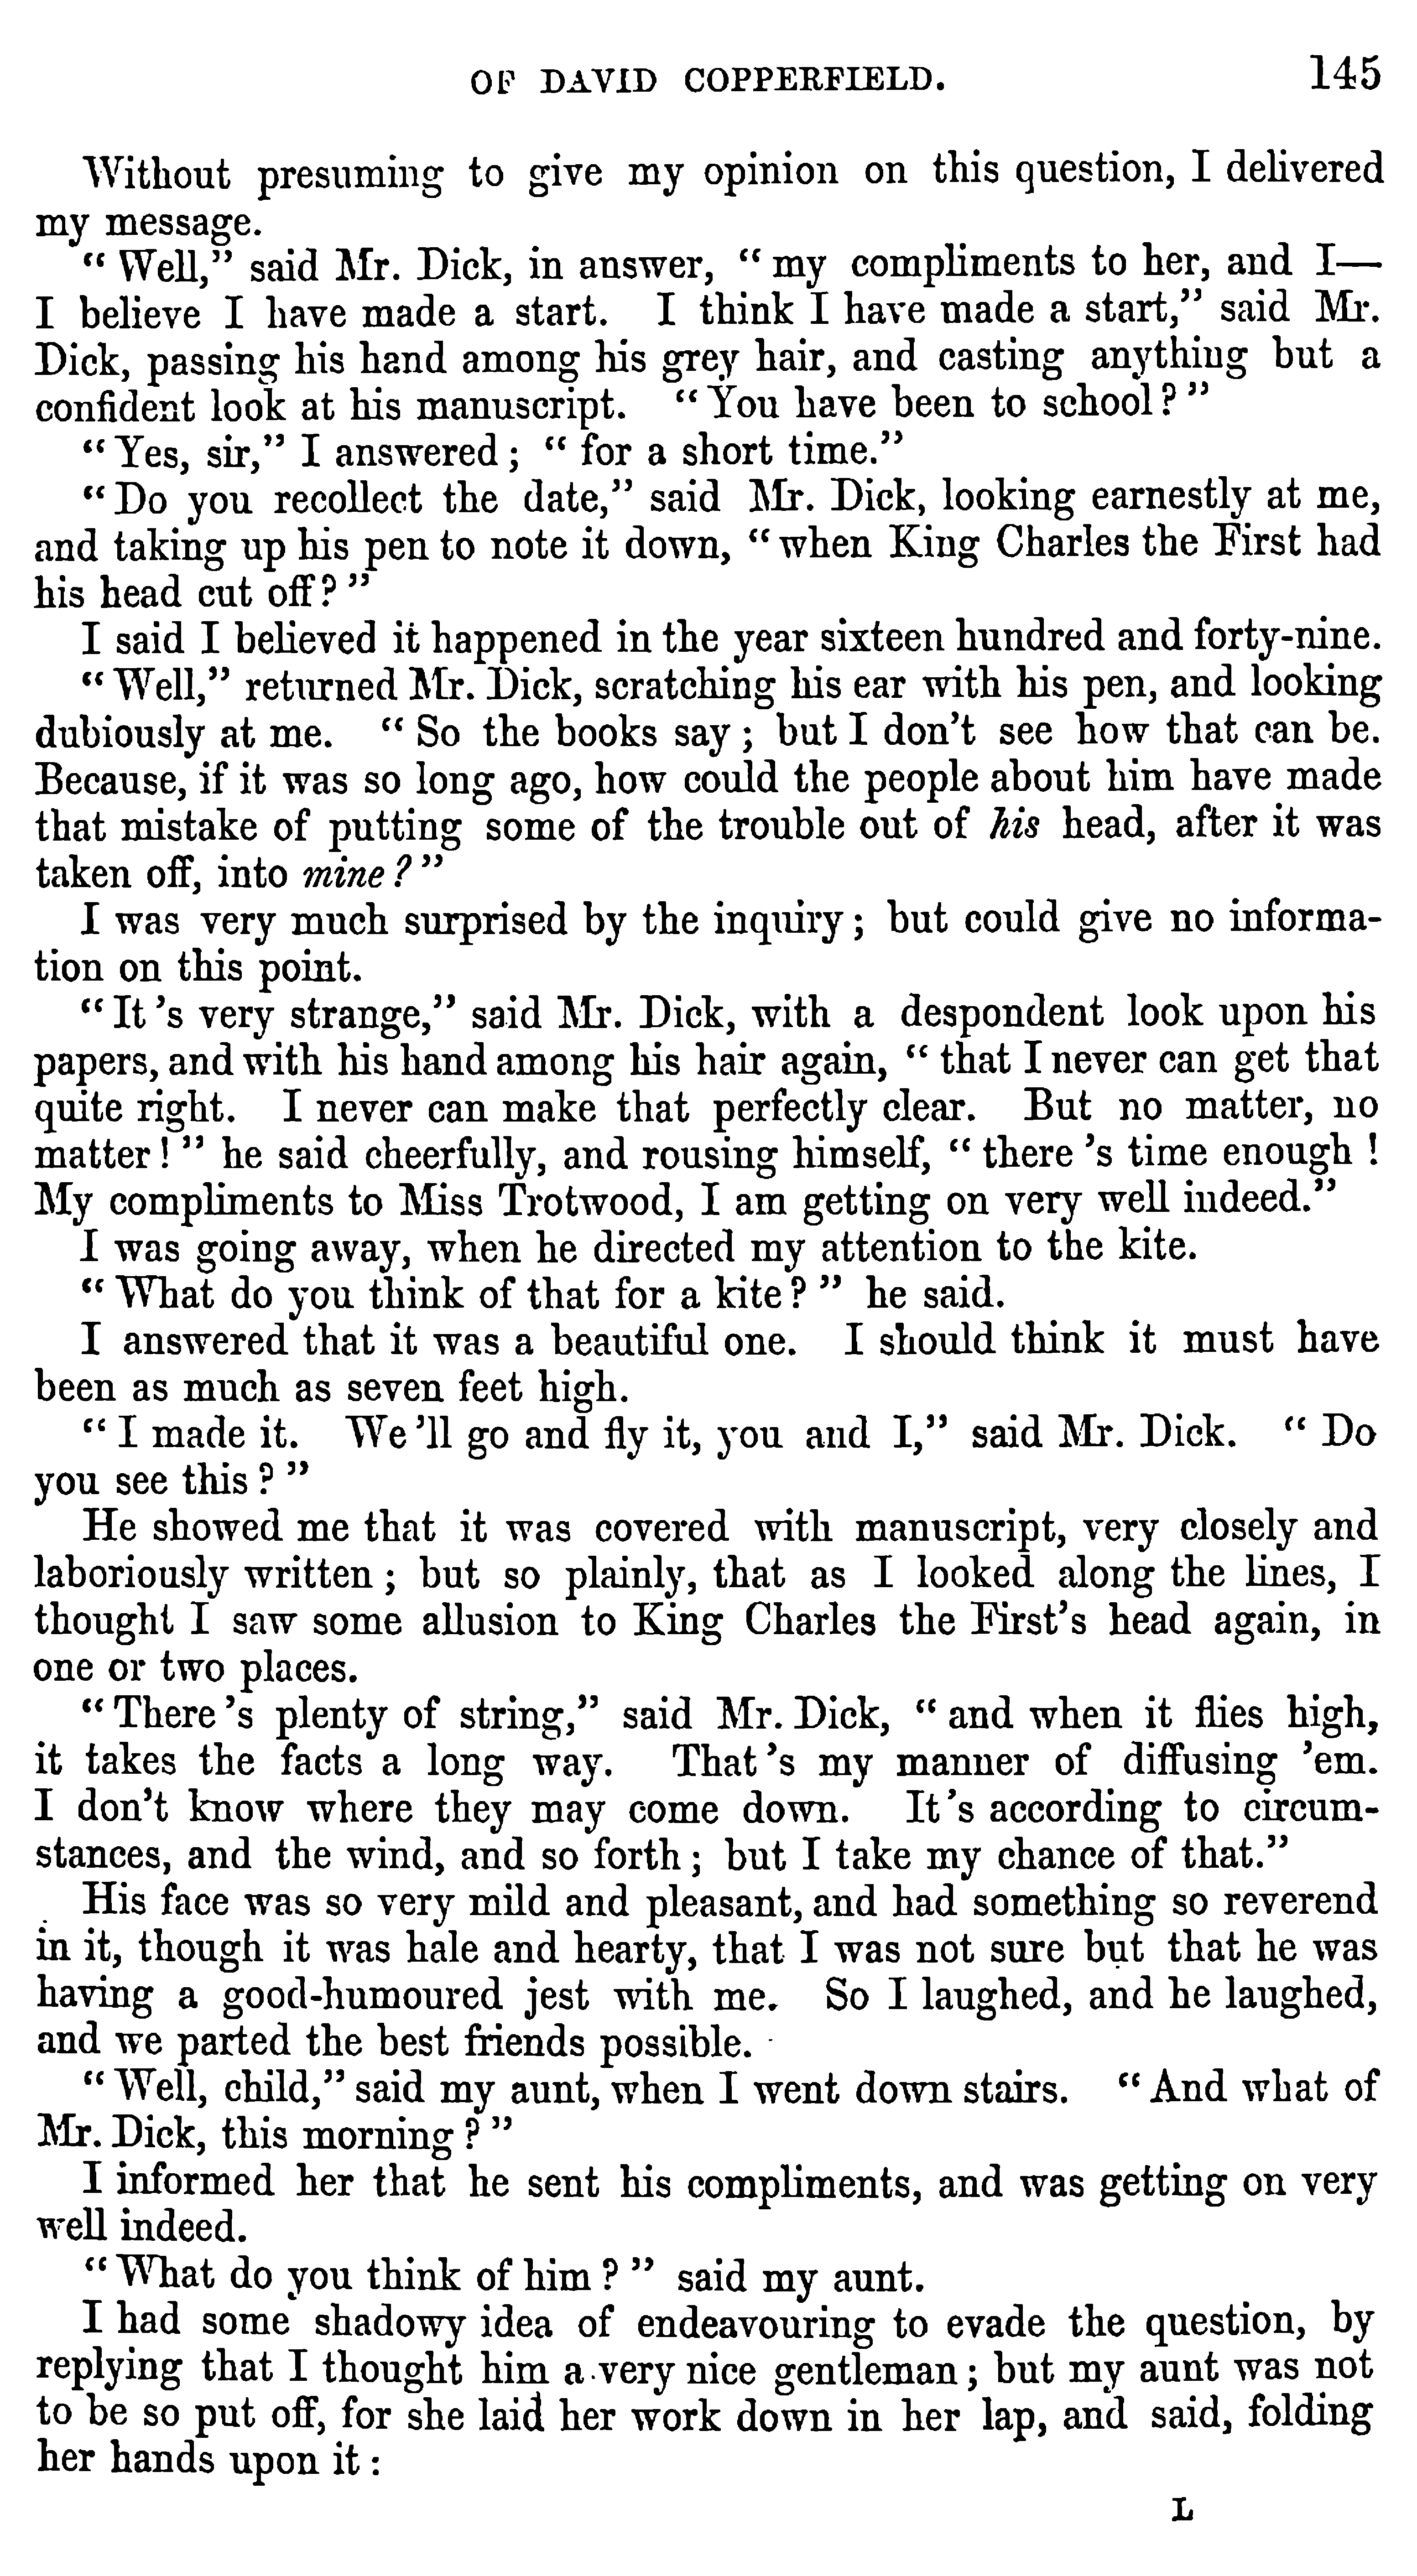 OF DAVID COPPERFIELD. 145
Without presuming to give my opinion on this question, I delivered
my message.
“Well,” said Mr. Dick, in answer, “my compliments to her, and I—
I believe I have made a start. I think I have made a start,” said Mr.
Dick, passing his hand among his grey hair, and casting anything but a
confident look at his manuscript. “You have been to school?”
“Yes, sir,” I answered; “for a short time.”
“Do you recollect the date,” said Mr. Dick, looking earnestly at me,
and taking up his pen to note it down, “when King Charles the First had
his head cut off?”
I said I believed it happened in the year sixteen hundred and forty-nine.
“Well,” returned Mr. Dick, scratching his ear with his pen, and looking
dubiously at me. “So the books say; but I don’t see how that can be.
Because, if it was so long ago, how could the people about him have made
that mistake of putting some of the trouble out of his head, after it was
taken off, into mine?”
I was very much surprised by the inquiry; but could give no informa-
tion on this point.
“It’s very strange,” said Mr. Dick, with a despondent look upon his
papers, and with his hand among his hair again, “that I never can get that
quite right. I never can make that perfectly clear. But no matter, no
matter!” he said cheerfully, and rousing himself, “there’s time enough!
My compliments to Miss Trotwood, I am getting on very well indeed.”
I was going away, when he directed my attention to the kite.
“What do you think of that for a kite?” he said.
I answered that it was a beautiful one. I should think it must have
been as much as seven feet high.
“I made it. We’ll go and fly it, you and I,” said Mr. Dick. “Do
you see this?”
He showed me that it was covered with manuscript, very closely and
laboriously written; but so plainly, that as I looked along the lines, I
thought I saw some allusion to King Charles the First’s head again, in
one or two places.
“There’s plenty of string,” said Mr. Dick, “and when it flies high,
it takes the facts a long way. That’s my manner of diffusing ’em.
I don’t know where they may come down. It’s according to circum-
stances, and the wind, and so forth; but I take my chance of that.”
His face was so very mild and pleasant, and had something so reverend
in it, though it was hale and hearty, that I was not sure but that he was
having a good-humoured jest with me. So I laughed, and he laughed,
and we parted the best friends possible.
“Well, child,” said my aunt, when I went down stairs. “And what of
Mr. Dick, this morning?”
I informed her that he sent his compliments, and was getting on very
well indeed.
“What do you think of him?” said my aunt.
I had some shadowy idea of endeavouring to evade the question, by
replying that I thought him a very nice gentleman; but my aunt was not
to be so put off, for she laid her work down in her lap, and said, folding
her hands upon it:
L